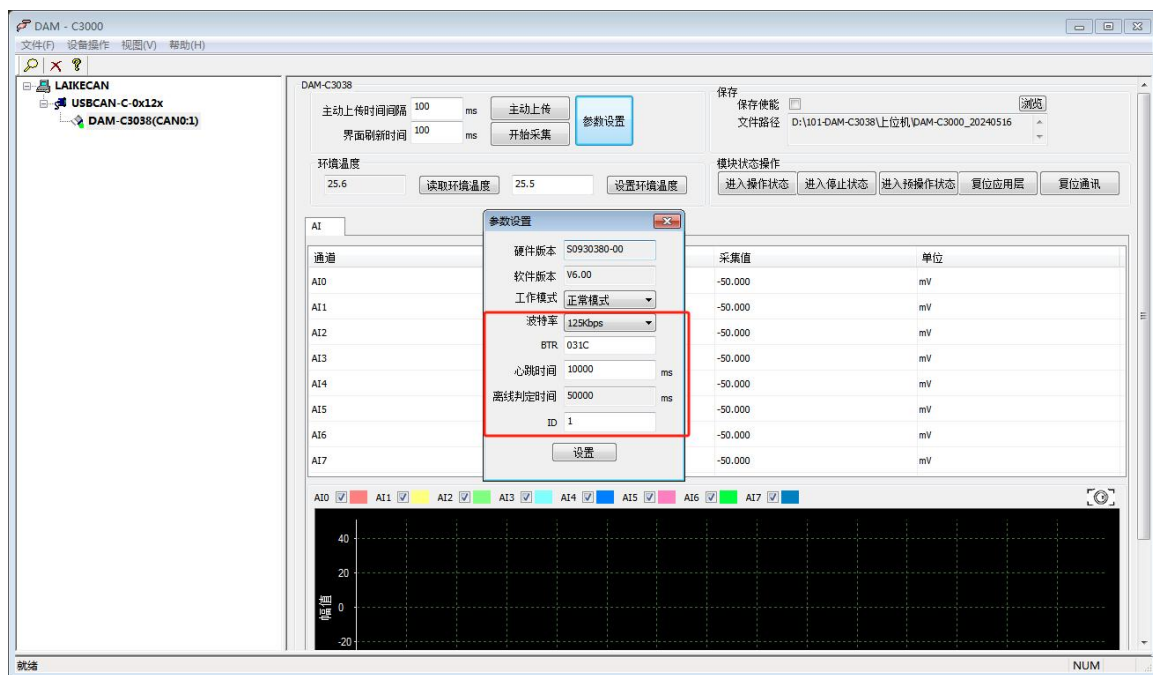 DAM - C3000
文件(F) 设备操作 视图(V) 帮助(H)
LAIKECAN
USBCAN-C-0x12x
DAM-C3038(CAN0:1)
DAM-C3038
主动上传时间间隔 100 ms 主动上传
界面刷新时间 100 ms 开始采集
参数设置
保存
保存使能 浏览
文件路径 D:\101-DAM-C3038\上位机\DAM-C3000_20240516
环境温度
25.6 读取环境温度 25.5 设置环境温度
模块状态操作
进入操作状态 进入停止状态 进入预操作状态 复位应用层 复位通讯
AI
通道 采集值 单位
AI0 -50.000 mV
AI1 -50.000 mV
AI2 -50.000 mV
AI3 -50.000 mV
AI4 -50.000 mV
AI5 -50.000 mV
AI6 -50.000 mV
AI7 -50.000 mV
参数设置
硬件版本 S0930380-00
软件版本 V6.00
工作模式 正常模式
波特率 125Kbps
BTR 031C
心跳时间 10000 ms
离线判定时间 50000 ms
ID 1
设置
AI0 AI1 AI2 AI3 AI4 AI5 AI6 AI7
40
20
0
-20
幅值
就绪 NUM